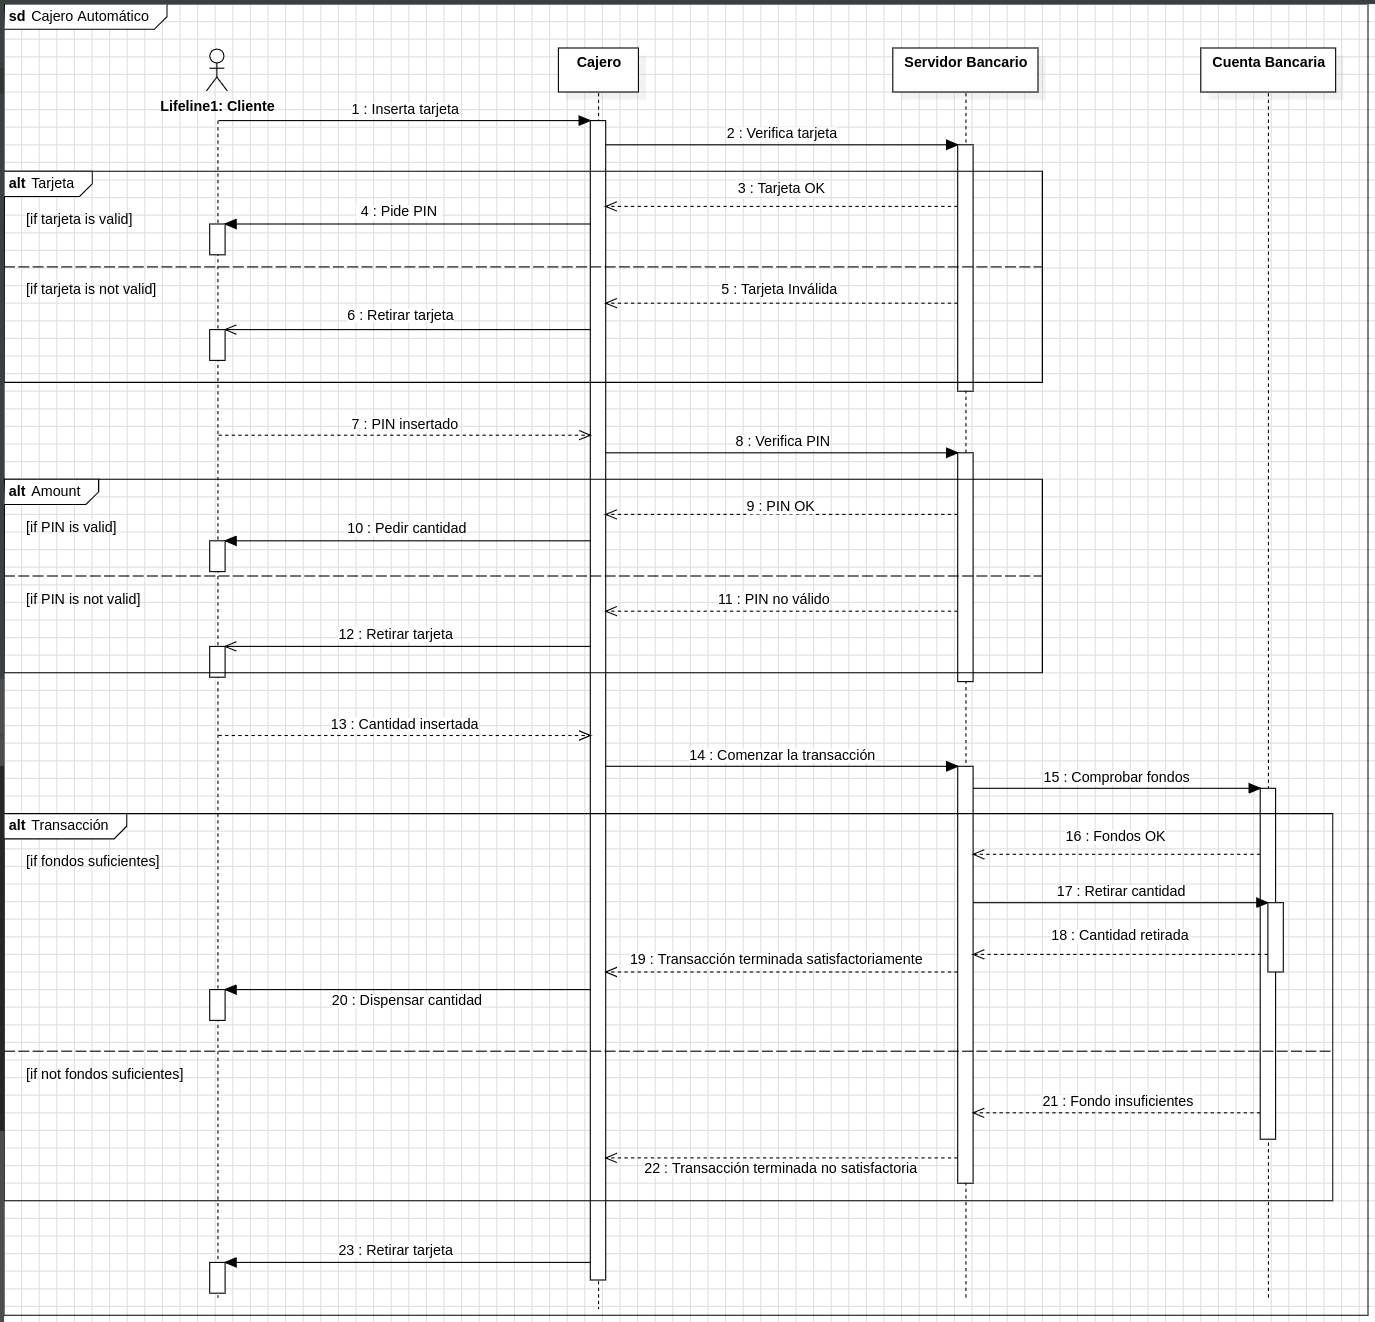 sd Cajero Automático
Cajero
Servidor Bancario
Cuenta Bancaria
Lifeline1: Cliente
1 : Inserta tarjeta
2 : Verifica tarjeta
alt Tarjeta
3 : Tarjeta OK
[if tarjeta is valid]
4 : Pide PIN
[if tarjeta is not valid]
5 : Tarjeta Inválida
6 : Retirar tarjeta
7 : PIN insertado
8 : Verifica PIN
alt Amount
9 : PIN OK
[if PIN is valid]
10 : Pedir cantidad
[if PIN is not valid]
11 : PIN no válido
12 : Retirar tarjeta
13 : Cantidad insertada
14 : Comenzar la transacción
15 : Comprobar fondos
alt Transacción
16 : Fondos OK
[if fondos suficientes]
17 : Retirar cantidad
18 : Cantidad retirada
19 : Transacción terminada satisfactoriamente
20 : Dispensar cantidad
[if not fondos suficientes]
21 : Fondo insuficientes
22 : Transacción terminada no satisfactoria
23 : Retirar tarjeta